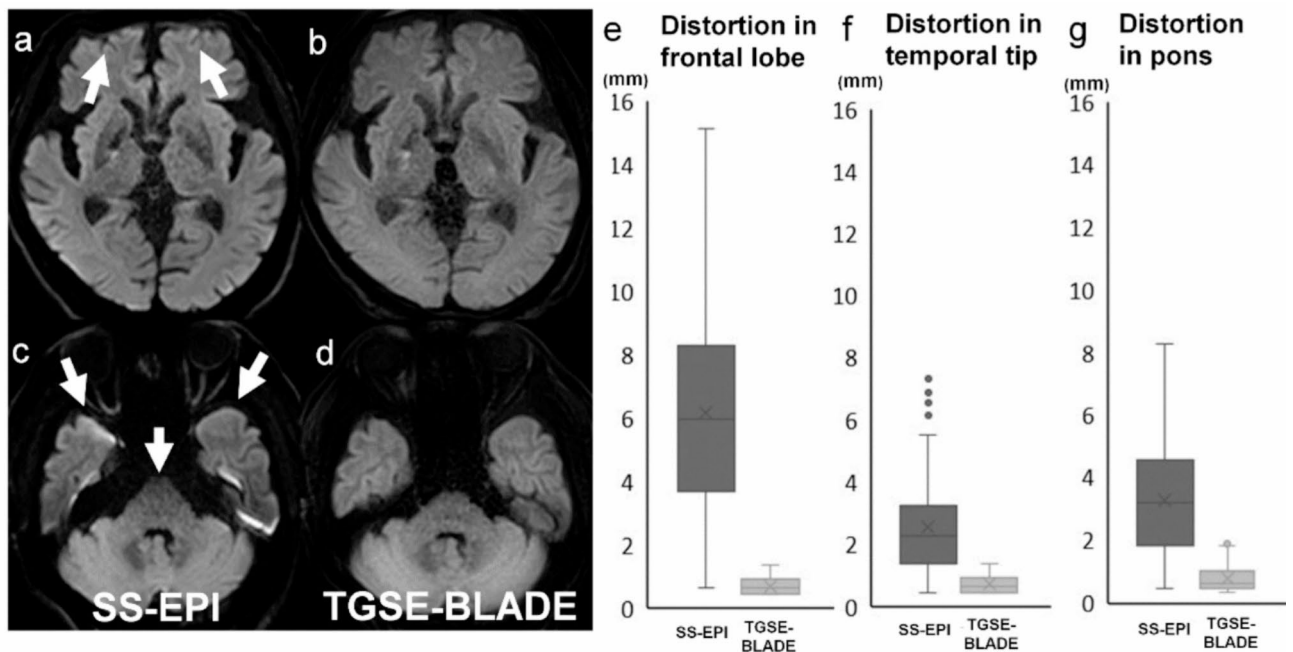 a
b
c
d
SS-EPI
TGSE-BLADE
e
Distortion in
frontal lobe
(mm)
16
14
12
10
8
6
4
2
0
SS-EPI
TGSE-
BLADE
f
Distortion in
temporal tip
(mm)
16
14
12
10
8
6
4
2
0
SS-EPI
TGSE-
BLADE
g
Distortion
in pons
(mm)
16
14
12
10
8
6
4
2
0
SS-EPI
TGSE-
BLADE